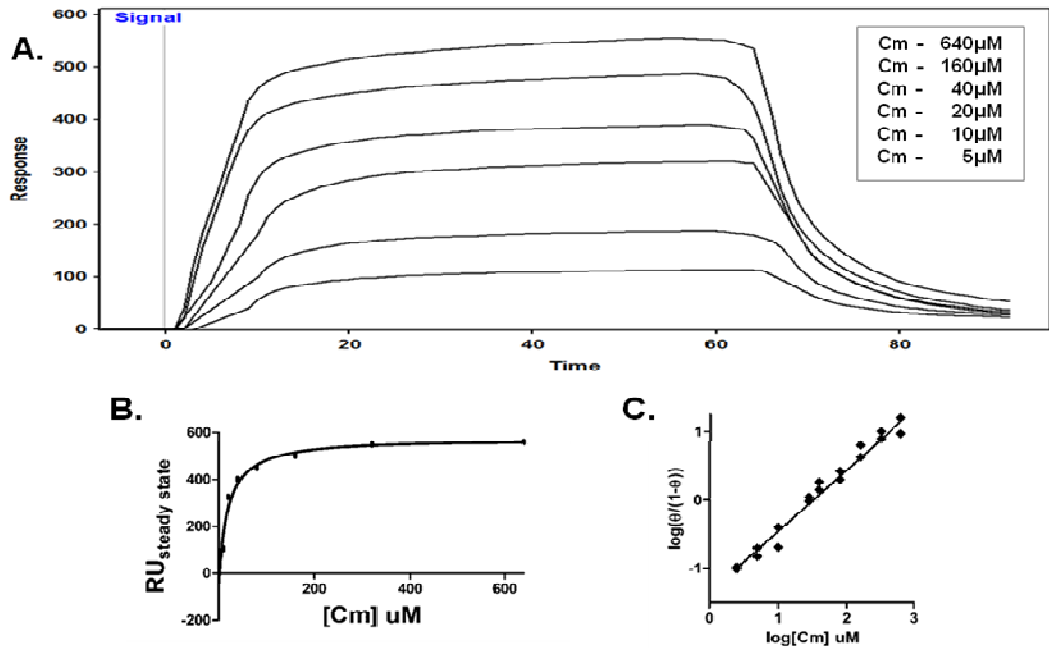 Signal
A.
600
500
400
300
200
100
0
Response
0
20
40
60
80
Time
Cm - 640µM
Cm - 160µM
Cm - 40µM
Cm - 20µM
Cm - 10µM
Cm - 5µM
B.
600
400
200
0
-200
RUsteady state
200
400
600
[Cm] uM
C.
1
0
-1
log(θ/(1-θ))
0
1
2
3
log[Cm] uM